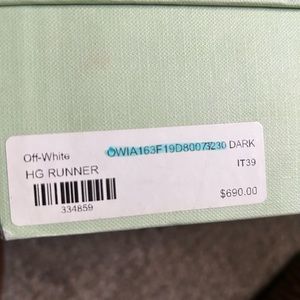 Off-White OWIA163F19D80073230 DARK
HG RUNNER IT39
334859 $690.00